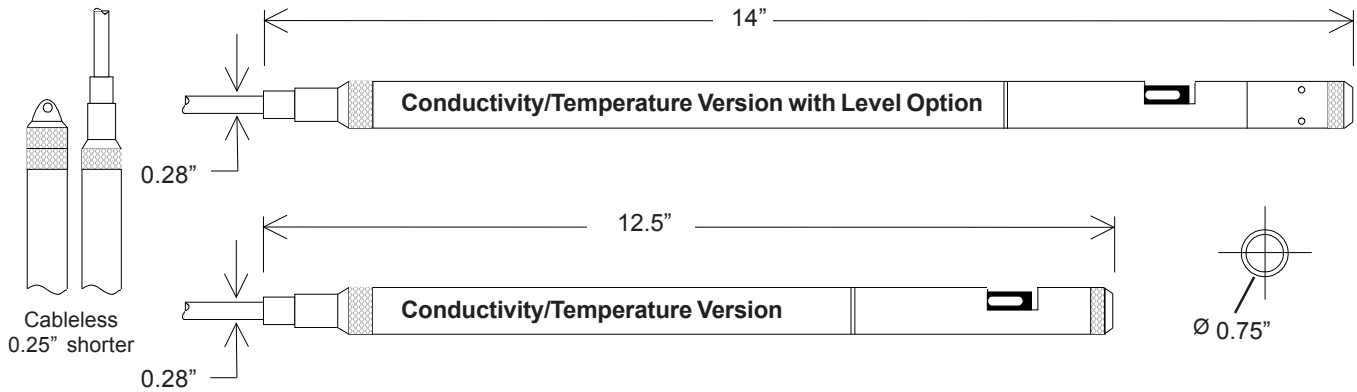 14”
Conductivity/Temperature Version with Level Option
0.28”
12.5”
Conductivity/Temperature Version
0.28”
Cableless
0.25” shorter
Ø 0.75”